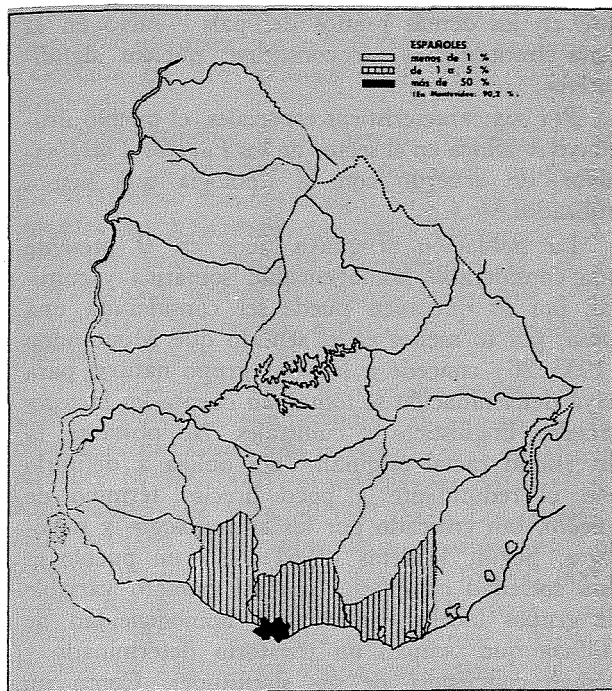 ESPAÑOLES
menos de 1 %
de 1 a 5 %
más de 50 %
(En Montevideo: 90,2 %.